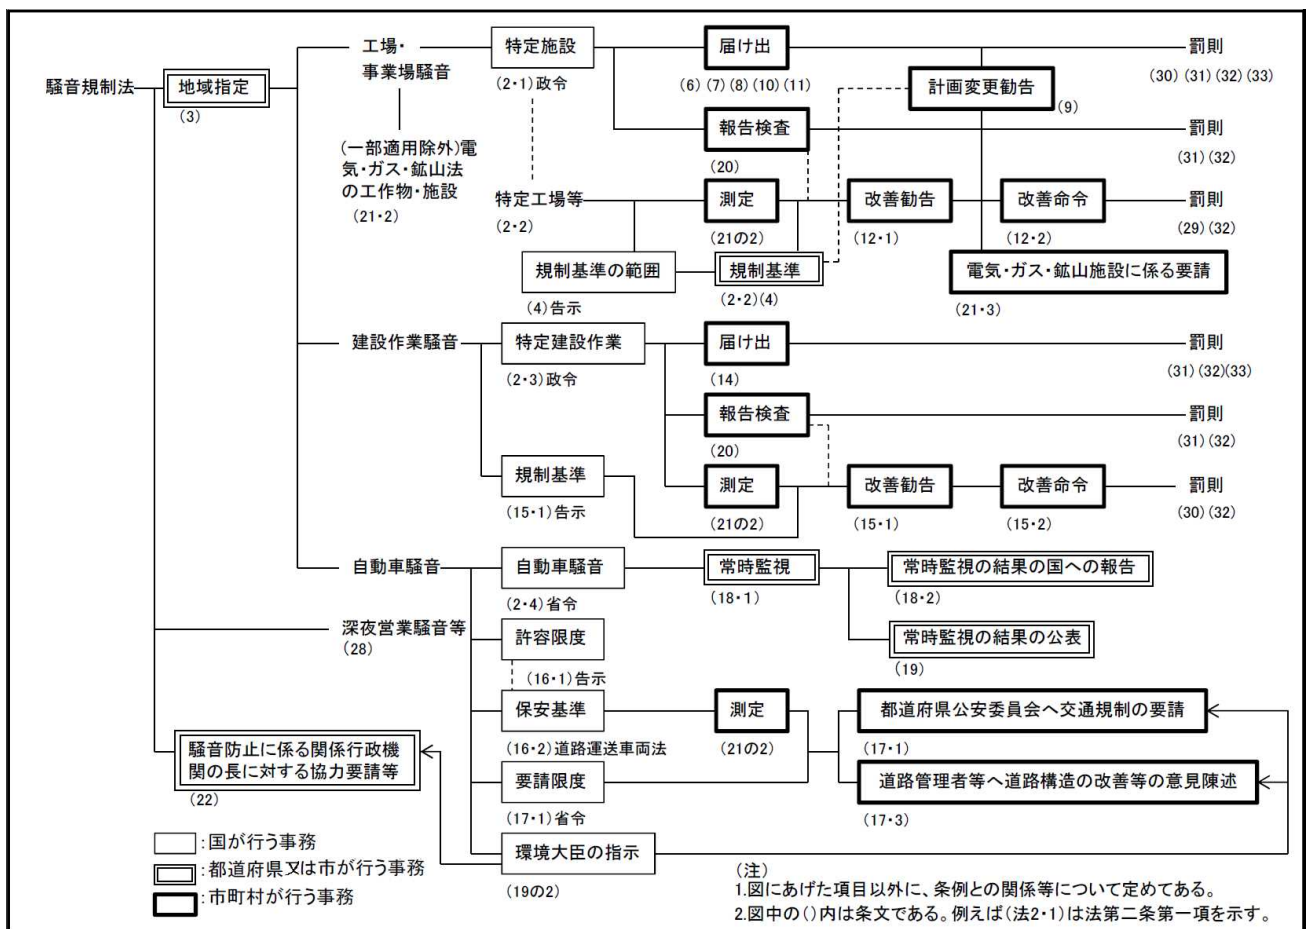 騒音規制法
地域指定
(3)
工場・
事業場騒音
(一部適用除外)電
気・ガス・鉱山法
の工作物・施設
(21・2)
特定施設
(2・1)政令
届け出
(6)(7)(8)(10)(11)
計画変更勧告
(9)
罰則
(30)(31)(32)(33)
報告検査
(20)
罰則
(31)(32)
特定工場等
(2・2)
測定
(21の2)
改善勧告
(12・1)
改善命令
(12・2)
罰則
(29)(32)
規制基準の範囲
(4)告示
規制基準
(2・2)(4)
電気・ガス・鉱山施設に係る要請
(21・3)
建設作業騒音
特定建設作業
(2・3)政令
届け出
(14)
罰則
(31)(32)(33)
報告検査
(20)
罰則
(31)(32)
規制基準
(15・1)告示
測定
(21の2)
改善勧告
(15・1)
改善命令
(15・2)
罰則
(30)(32)
自動車騒音
自動車騒音
(2・4)省令
常時監視
(18・1)
常時監視の結果の国への報告
(18・2)
常時監視の結果の公表
(19)
深夜営業騒音等
(28)
許容限度
(16・1)告示
保安基準
(16・2)道路運送車両法
測定
(21の2)
都道府県公安委員会へ交通規制の要請
(17・1)
要請限度
(17・1)省令
道路管理者等へ道路構造の改善等の意見陳述
(17・3)
騒音防止に係る関係行政機
関の長に対する協力要請等
(22)
環境大臣の指示
(19の2)
:国が行う事務
:都道府県又は市が行う事務
:市町村が行う事務
(注)
1.図にあげた項目以外に、条例との関係等について定めてある。
2.図中の()内は条文である。例えば(法2・1)は法第二条第一項を示す。